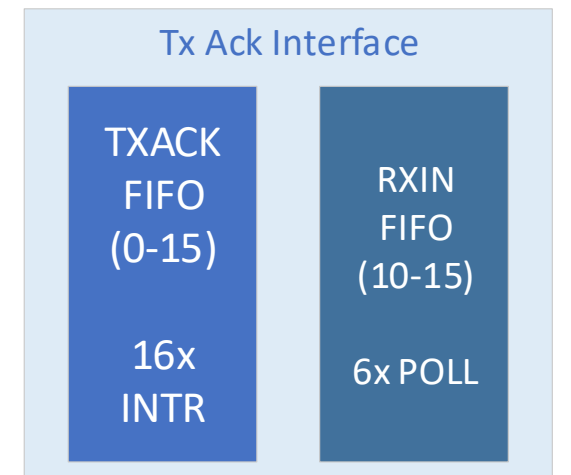 Tx Ack Interface
TXACK
FIFO
(0-15)
16x
INTR
RXIN
FIFO
(10-15)
6x POLL